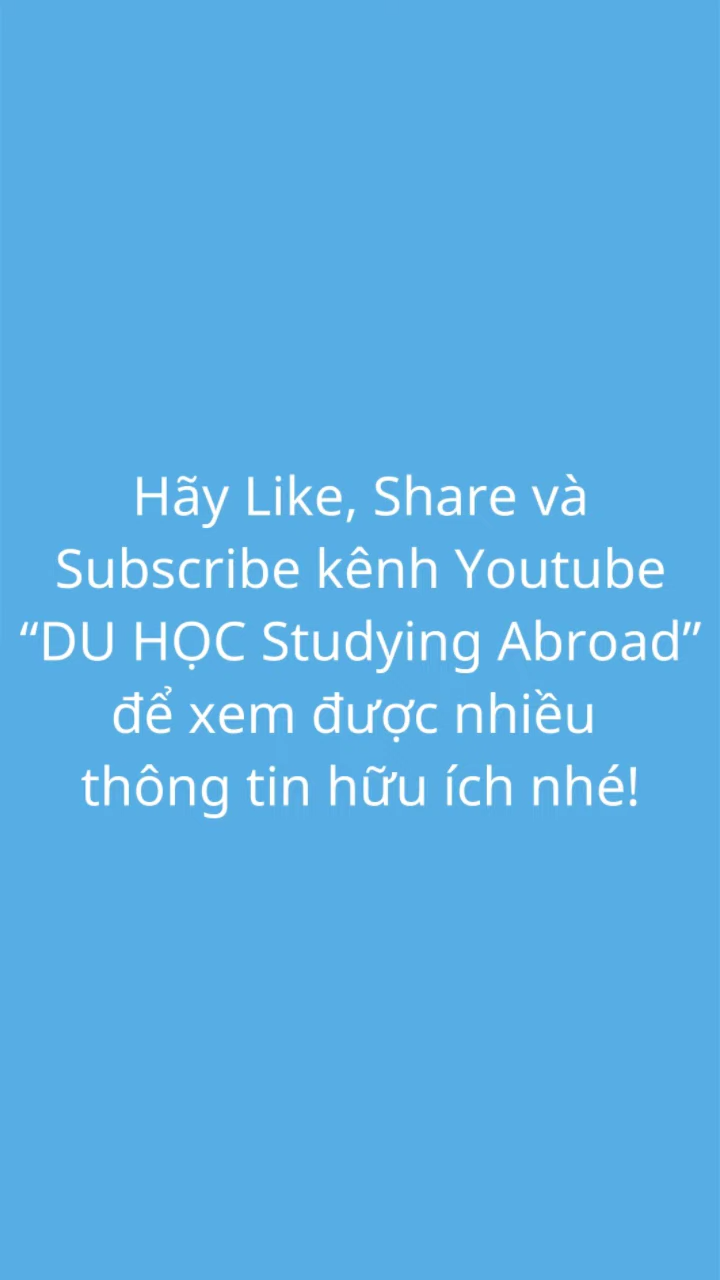 Hãy Like, Share và
Subscribe kênh Youtube
“DU HỌC Studying Abroad”
để xem được nhiều
thông tin hữu ích nhé!